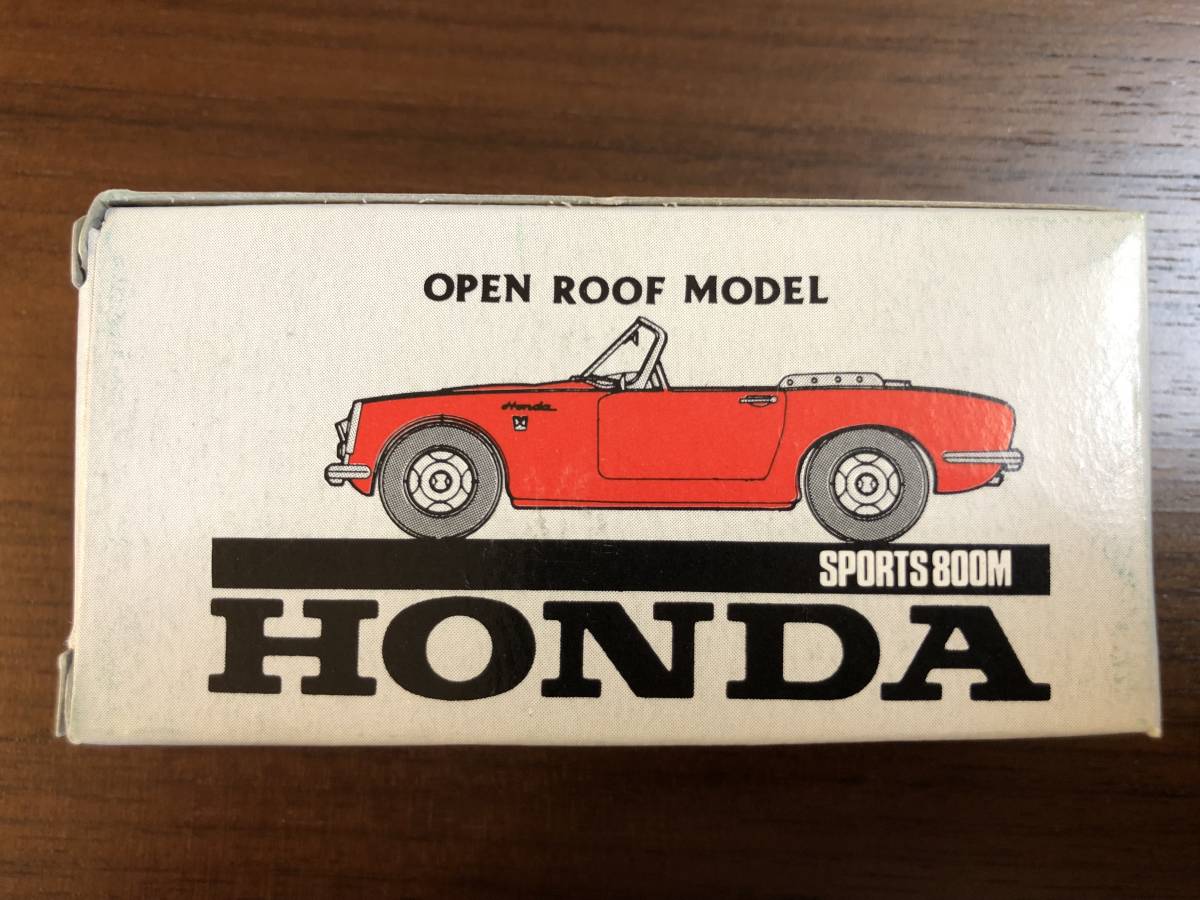 OPEN ROOF MODEL
Honda
SPORTS 800M
HONDA